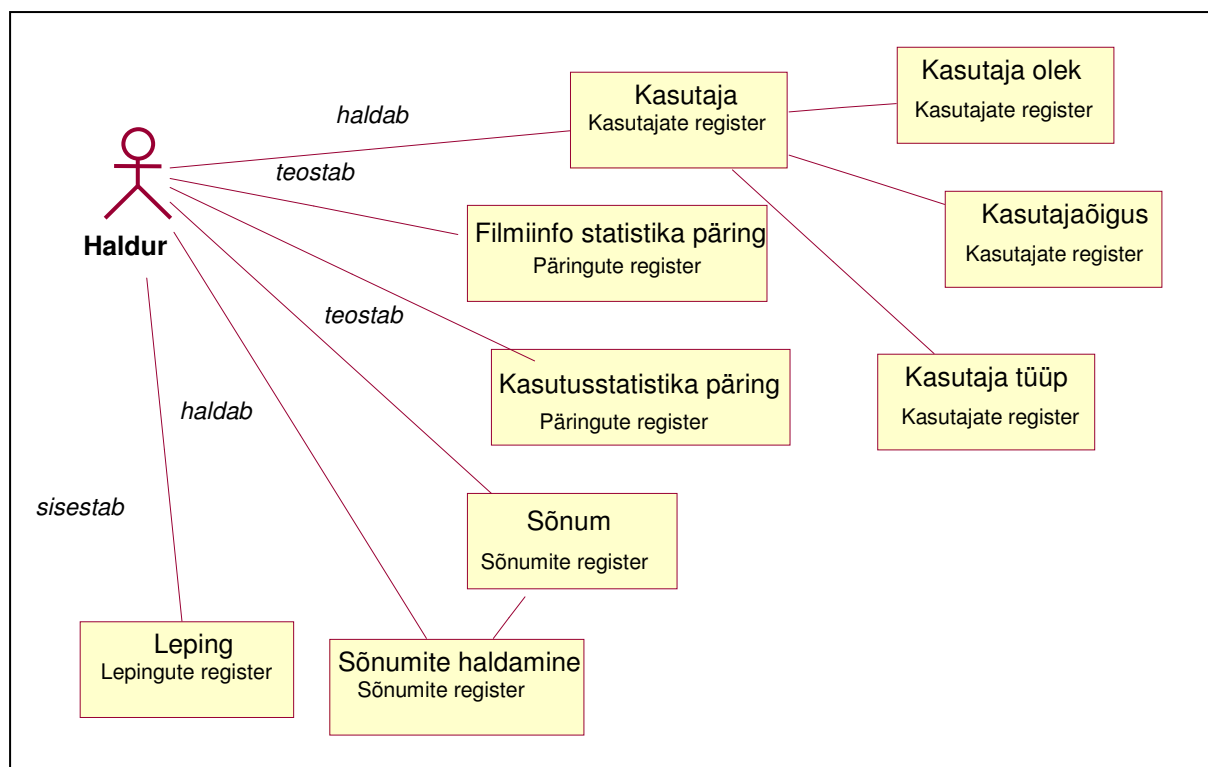 Kasutaja olek
Kasutajate register
Kasutaja
Kasutajate register
haldab
teostab
Haldur
Filmiinfo statistika päring
Päringute register
Kasutajaõigus
Kasutajate register
teostab
Kasutusstatistika päring
Päringute register
Kasutaja tüüp
Kasutajate register
haldab
sisestab
Sõnum
Sõnumite register
Leping
Lepingute register
Sõnumite haldamine
Sõnumite register